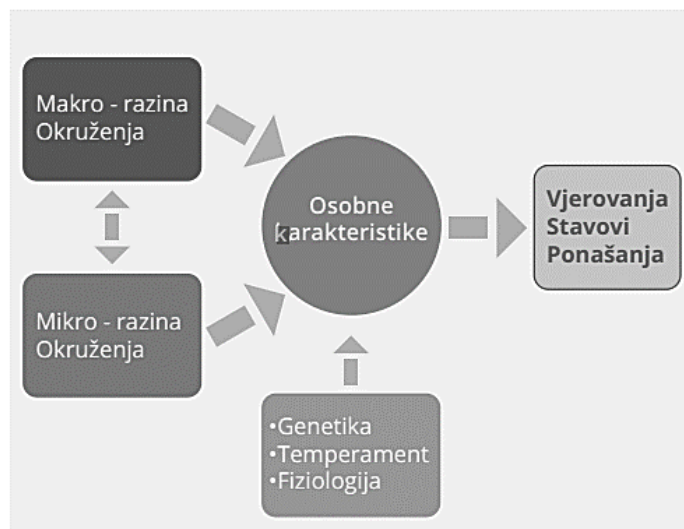 Makro - razina
Okruženja
Osobne
karakteristike
Vjerovanja
Stavovi
Ponašanja
Mikro - razina
Okruženja
•Genetika
•Temperament
•Fiziologija